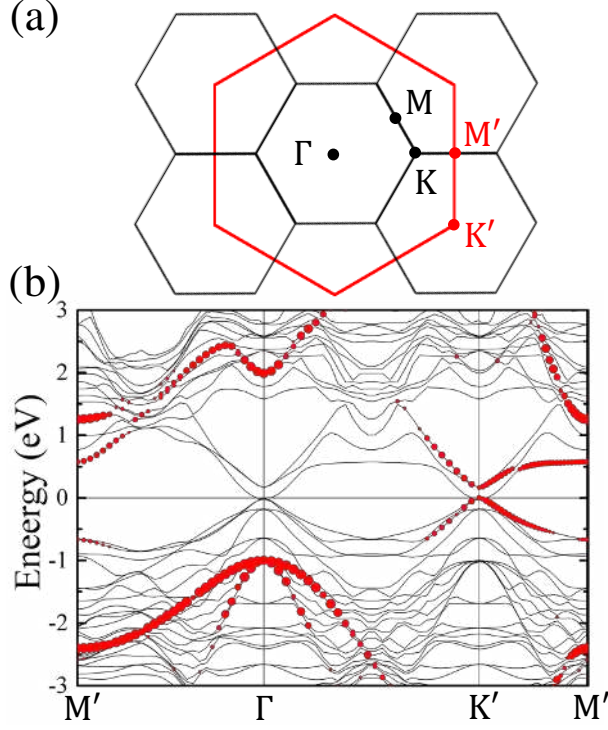 (a)
M
Γ
M′
K
K′
(b)
3
2
1
0
-1
-2
-3
Eneergy (eV)
M′ Γ K′ M′